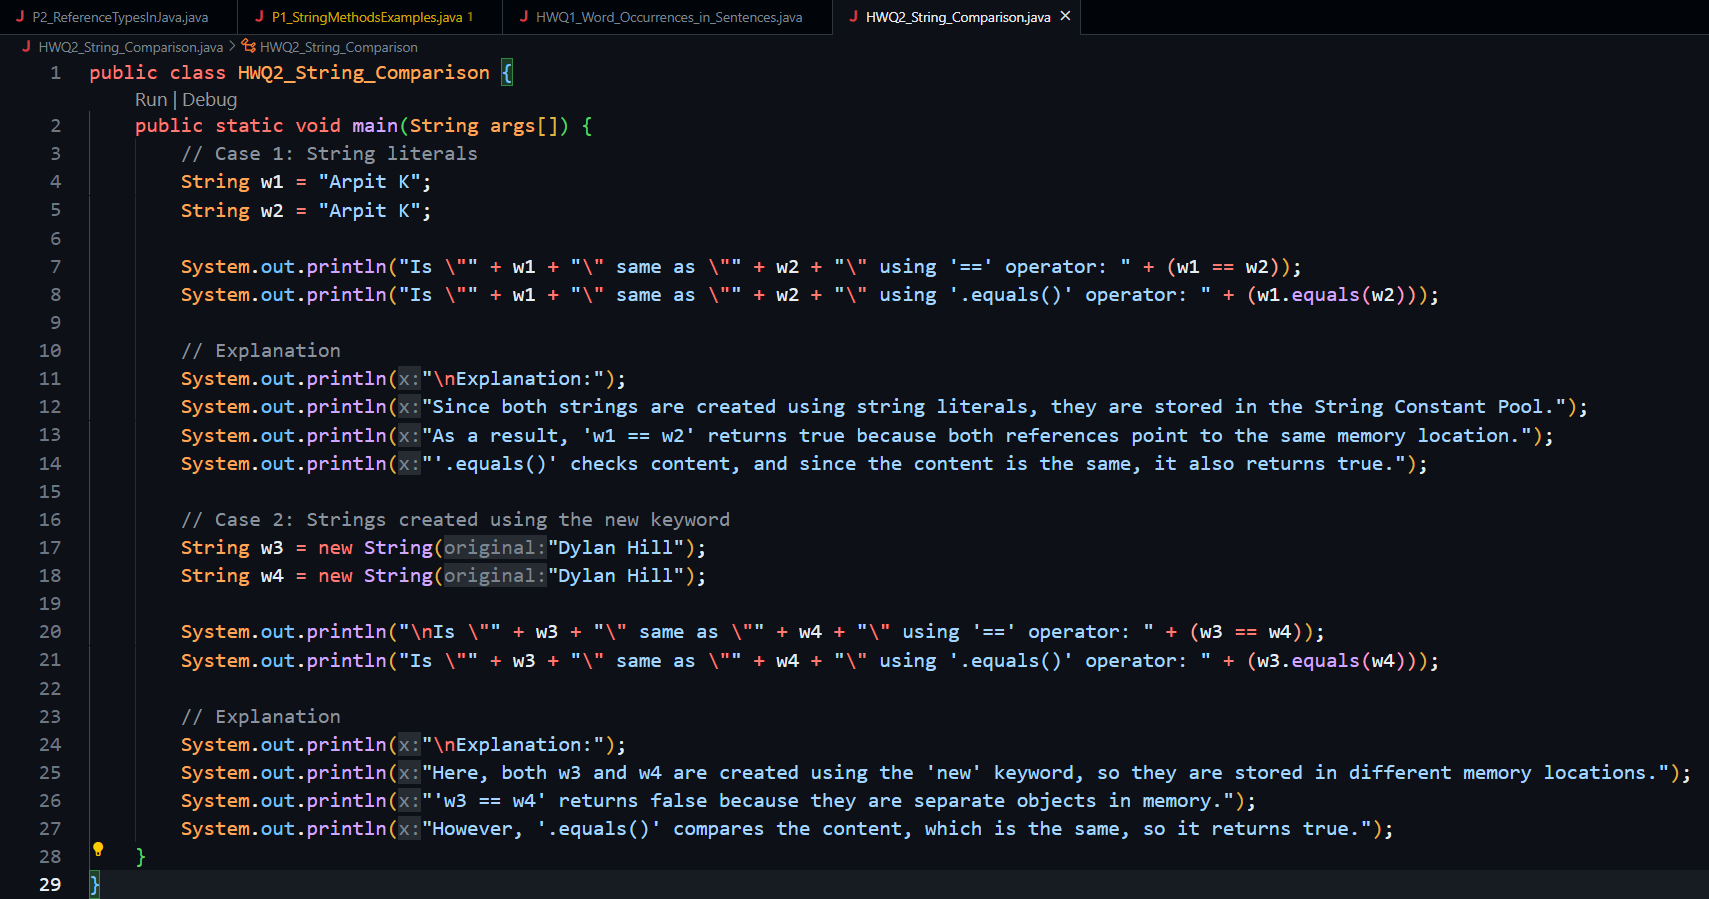 P2_ReferenceTypesInJava.java P1_StringMethodsExamples.java 1 HWQ1_Word_Occurrences_in_Sentences.java HWQ2_String_Comparison.java
HWQ2_String_Comparison.java > HWQ2_String_Comparison
1 public class HWQ2_String_Comparison {
Run | Debug
2 public static void main(String args[]) {
3 // Case 1: String literals
4 String w1 = "Arpit K";
5 String w2 = "Arpit K";
6
7 System.out.println("Is \"" + w1 + "\" same as \"" + w2 + "\" using '==' operator: " + (w1 == w2));
8 System.out.println("Is \"" + w1 + "\" same as \"" + w2 + "\" using '.equals()' operator: " + (w1.equals(w2)));
9
10 // Explanation
11 System.out.println(x:"\nExplanation:");
12 System.out.println(x:"Since both strings are created using string literals, they are stored in the String Constant Pool.");
13 System.out.println(x:"As a result, 'w1 == w2' returns true because both references point to the same memory location.");
14 System.out.println(x:"'.equals()' checks content, and since the content is the same, it also returns true.");
15
16 // Case 2: Strings created using the new keyword
17 String w3 = new String(original:"Dylan Hill");
18 String w4 = new String(original:"Dylan Hill");
19
20 System.out.println("\nIs \"" + w3 + "\" same as \"" + w4 + "\" using '==' operator: " + (w3 == w4));
21 System.out.println("Is \"" + w3 + "\" same as \"" + w4 + "\" using '.equals()' operator: " + (w3.equals(w4)));
22
23 // Explanation
24 System.out.println(x:"\nExplanation:");
25 System.out.println(x:"Here, both w3 and w4 are created using the 'new' keyword, so they are stored in different memory locations.");
26 System.out.println(x:"'w3 == w4' returns false because they are separate objects in memory.");
27 System.out.println(x:"However, '.equals()' compares the content, which is the same, so it returns true.");
28 }
29 }